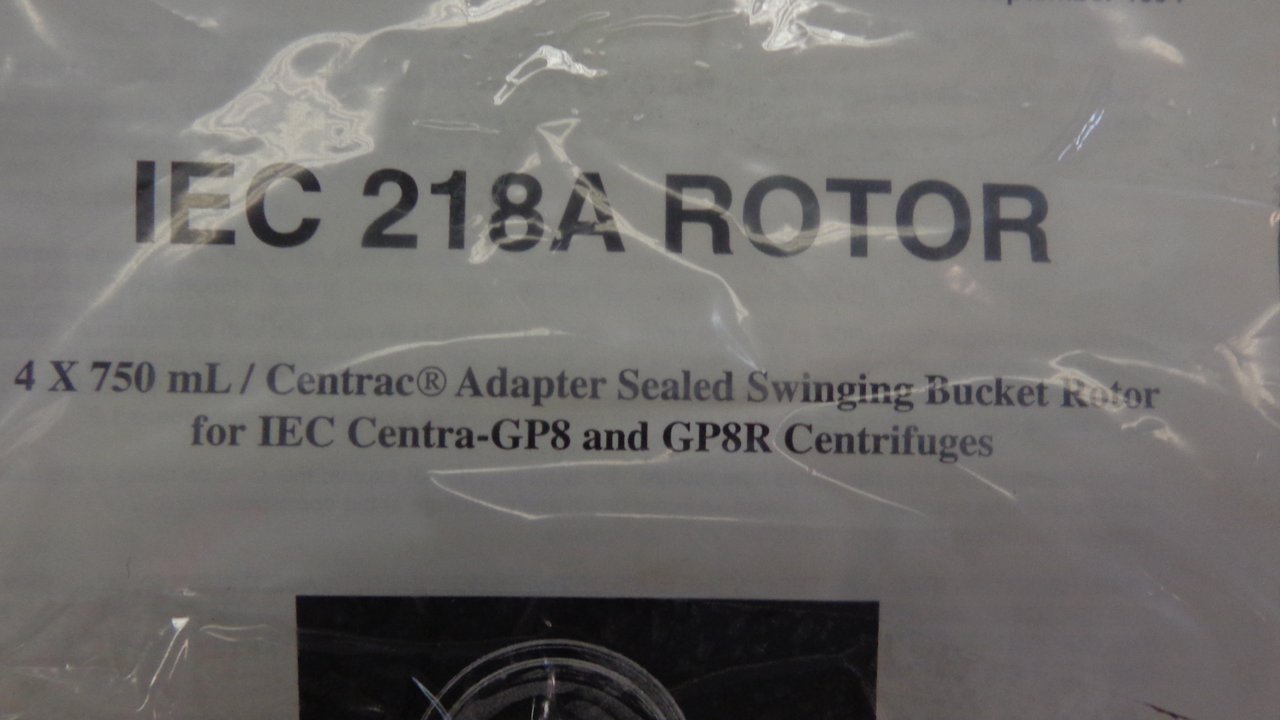 IEC 218A ROTOR
4 X 750 mL / Centrac® Adapter Sealed Swinging Bucket Rotor
for IEC Centra-GP8 and GP8R Centrifuges